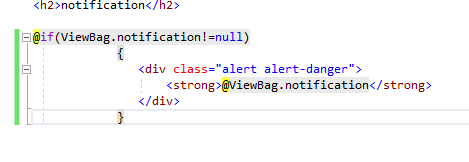 <h2>notification</h2>
@if(ViewBag.notification!=null)
{
<div class="alert alert-danger">
<strong>@ViewBag.notification</strong>
</div>
}